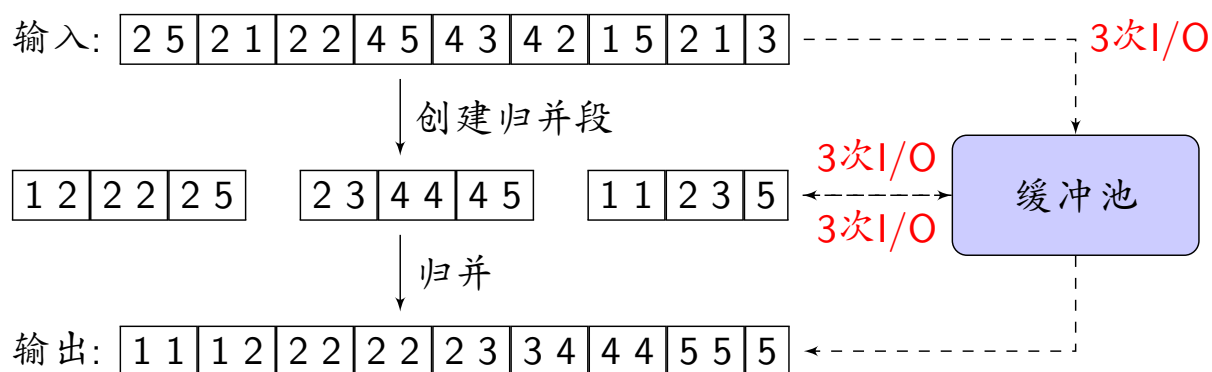 输入: 2 5 2 1 2 2 4 5 4 3 4 2 1 5 2 1 3 3次I/O
创建归并段
1 2 2 2 2 5 2 3 4 4 4 5 1 1 2 3 5 3次I/O
缓冲池
3次I/O
归并
输出: 1 1 1 2 2 2 2 2 2 3 3 4 4 4 5 5 5